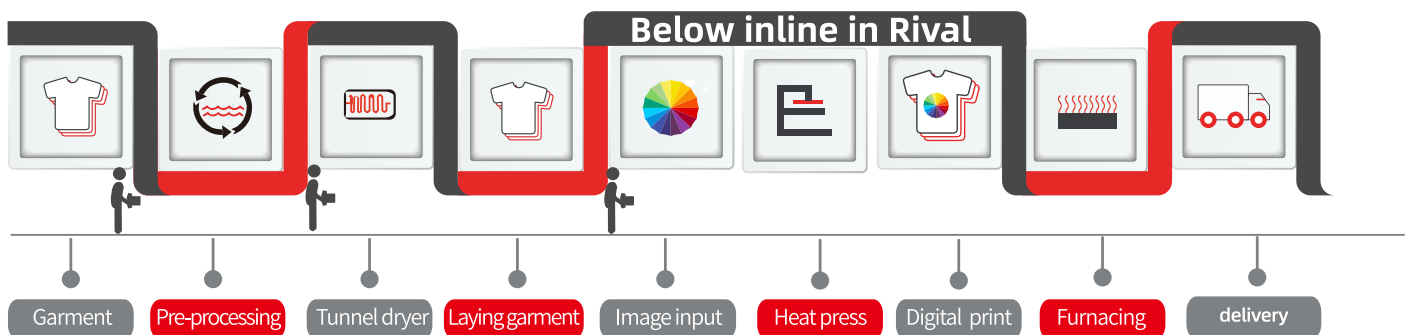 Below inline in Rival
Garment
Pre-processing
Tunnel dryer
Laying garment
Image input
Heat press
Digital print
Furnacing
delivery